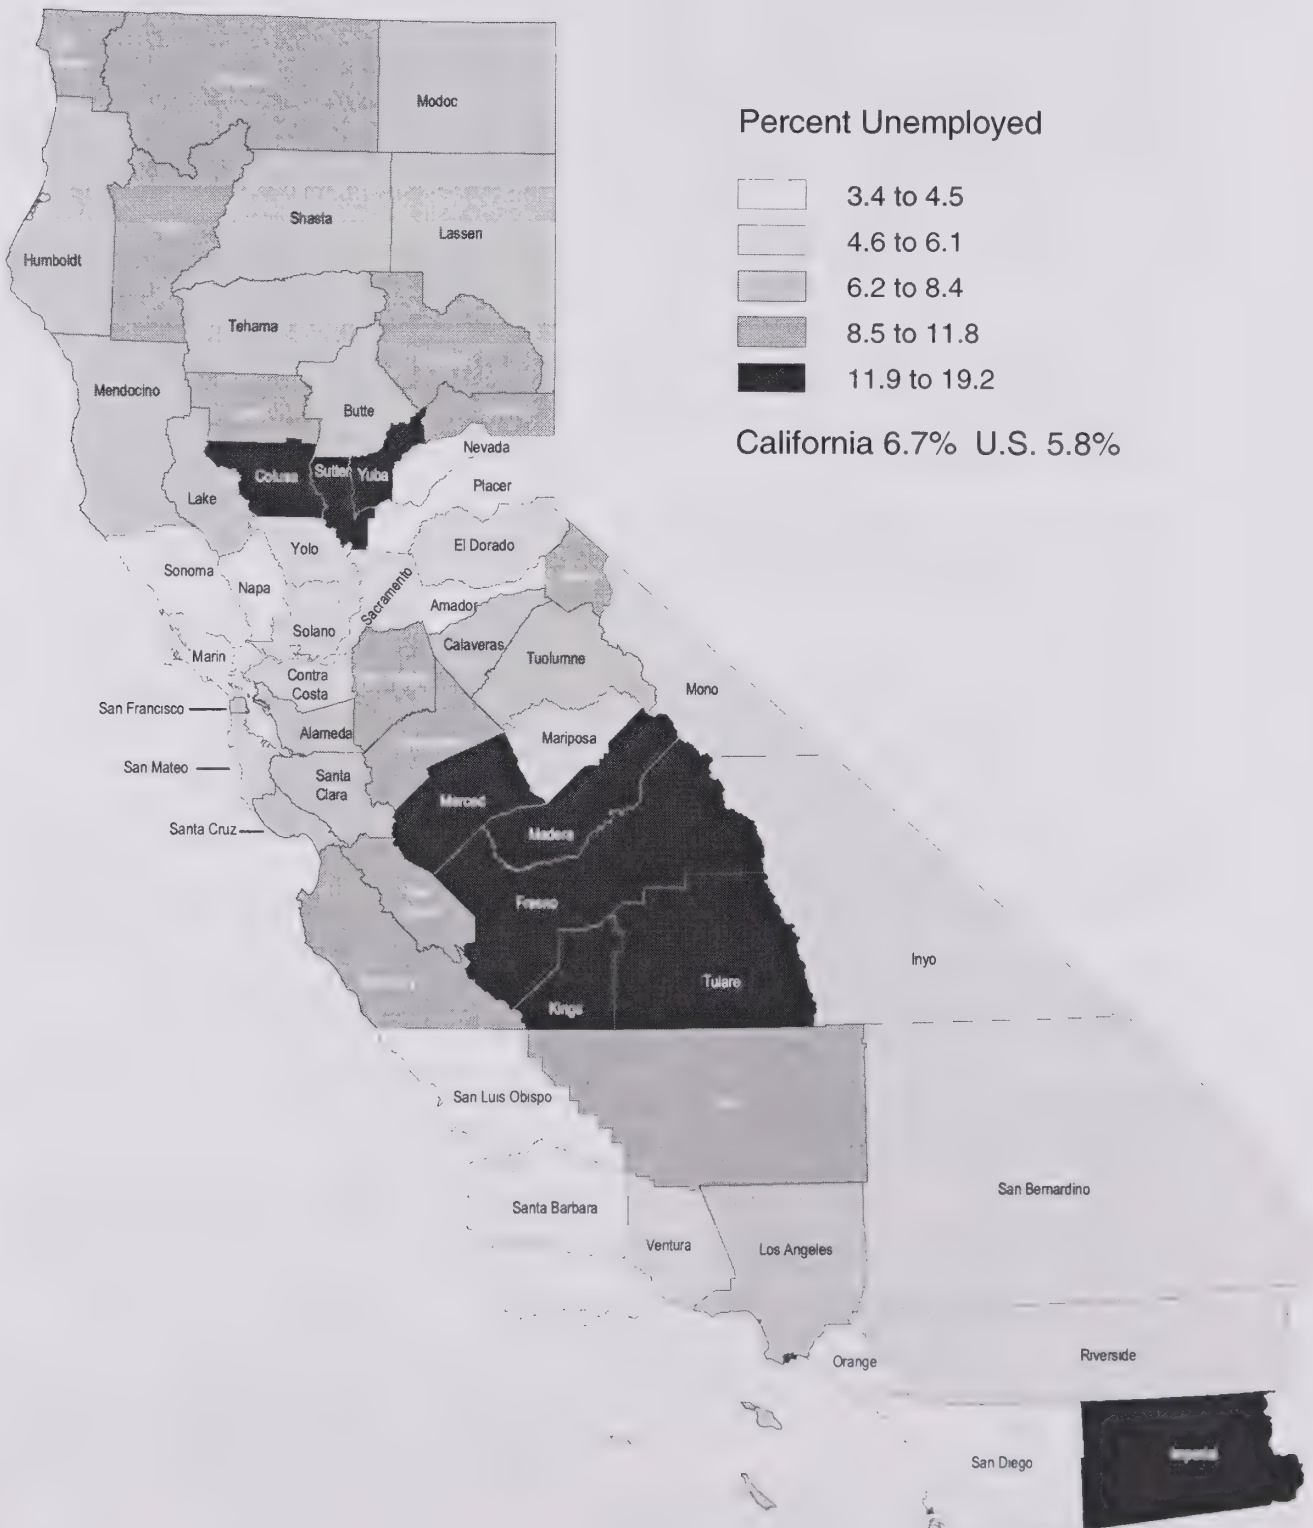 Percent Unemployed
3.4 to 4.5
4.6 to 6.1
6.2 to 8.4
8.5 to 11.8
11.9 to 19.2
California 6.7% U.S. 5.8%
Modoc
Shasta
Lassen
Humboldt
Tehama
Mendocino
Butte
Nevada
Colusa
Sutter
Yuba
Placer
Lake
Yolo
El Dorado
Sonoma
Napa
Sacramento
Amador
Solano
Calaveras
Marin
Tuolumne
Contra
Costa
Mono
San Francisco
Alameda
Mariposa
San Mateo
Santa
Clara
Merced
Santa Cruz
Madera
Fresno
Inyo
Tulare
Kings
San Luis Obispo
San Bernardino
Santa Barbara
Ventura
Los Angeles
Orange
Riverside
San Diego
Imperial